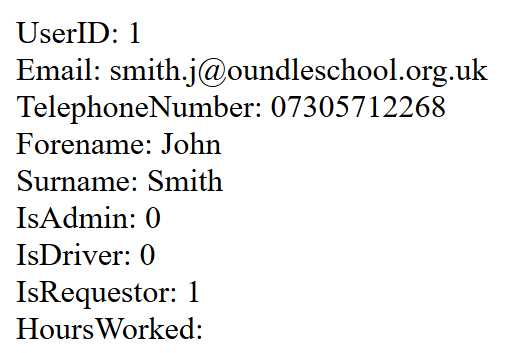 UserID: 1
Email: smith.j@oundleschool.org.uk
TelephoneNumber: 07305712268
Forename: John
Surname: Smith
IsAdmin: 0
IsDriver: 0
IsRequestor: 1
HoursWorked: